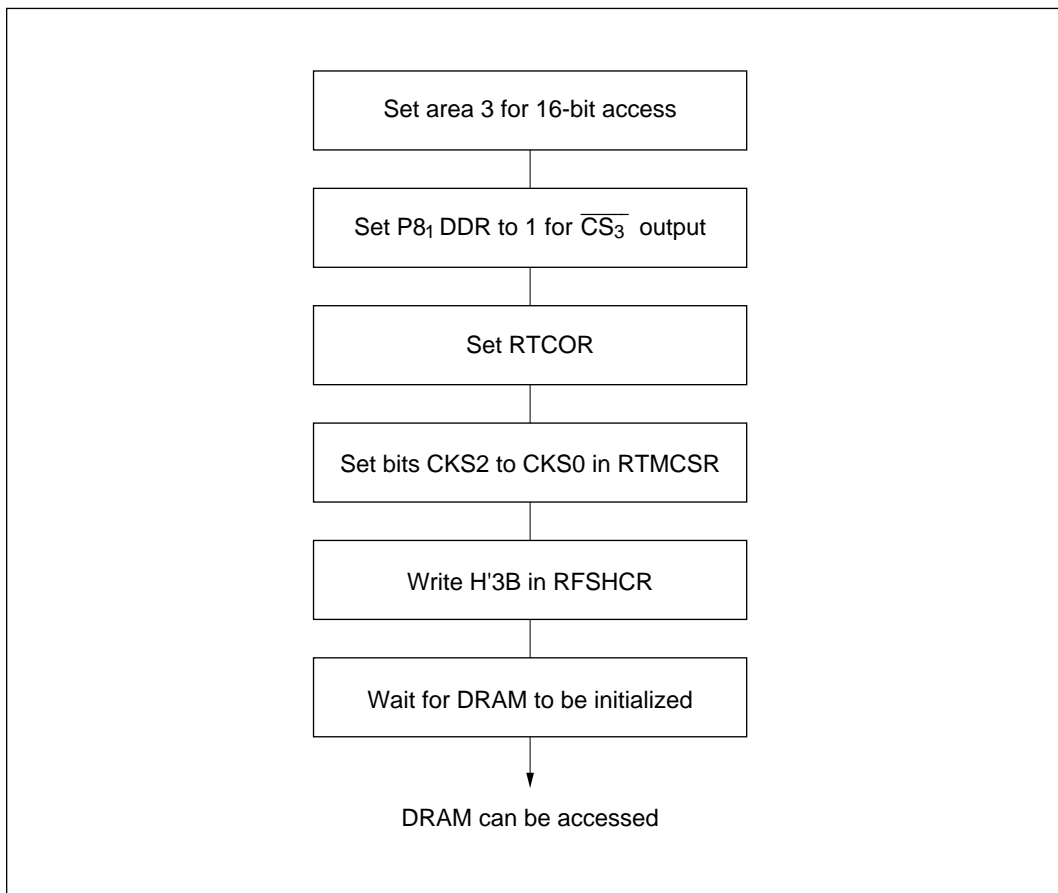 Set area 3 for 16-bit access
Set P8₁ DDR to 1 for C̅S̅₃̅ output
Set RTCOR
Set bits CKS2 to CKS0 in RTMCSR
Write H'3B in RFSHCR
Wait for DRAM to be initialized
DRAM can be accessed